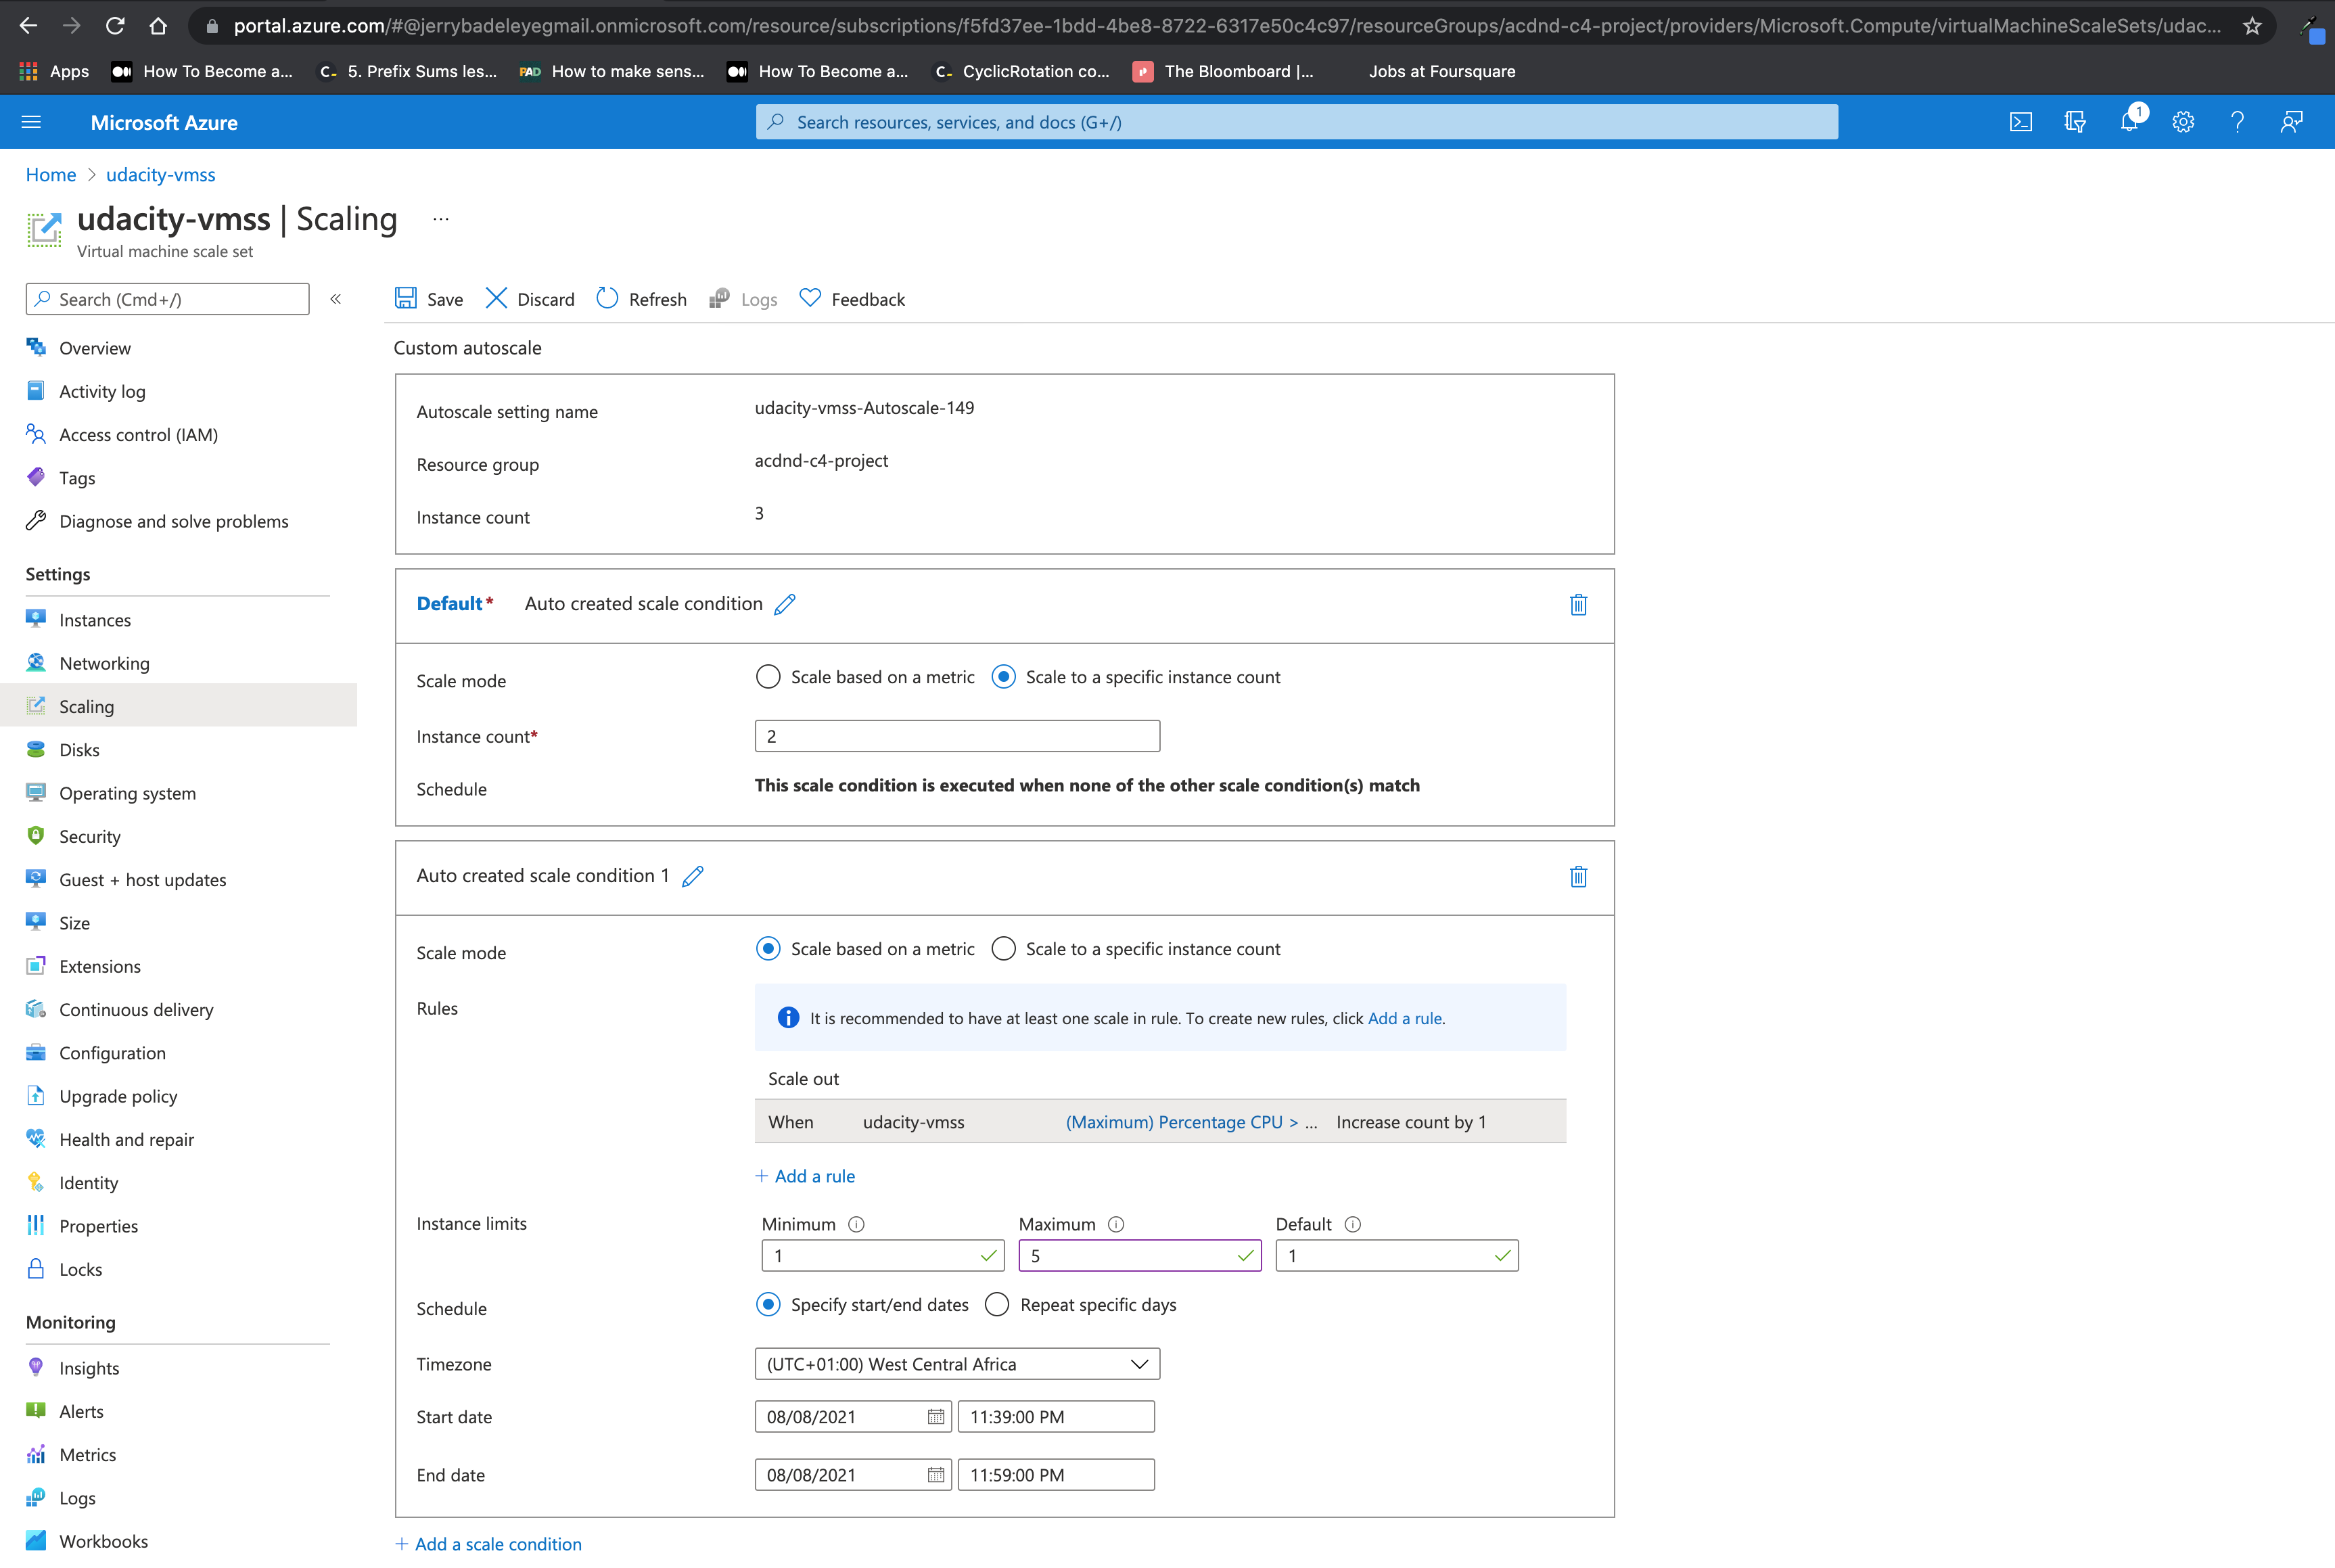 portal.azure.com/#@jerrybadeleyegmail.onmicrosoft.com/resource/subscriptions/f5fd37ee-1bdd-4be8-8722-6317e50c4c97/resourceGroups/acdnd-c4-project/providers/Microsoft.Compute/virtualMachineScaleSets/udac...
Apps How To Become a... 5. Prefix Sums les... How to make sens... How To Become a... CyclicRotation co... The Bloomboard |... Jobs at Foursquare
Microsoft Azure Search resources, services, and docs (G+/) 1
Home > udacity-vmss
udacity-vmss | Scaling ...
Virtual machine scale set
Search (Cmd+/) « Save Discard Refresh Logs Feedback
Overview
Activity log
Access control (IAM)
Tags
Diagnose and solve problems
Settings
Instances
Networking
Scaling
Disks
Operating system
Security
Guest + host updates
Size
Extensions
Continuous delivery
Configuration
Upgrade policy
Health and repair
Identity
Properties
Locks
Monitoring
Insights
Alerts
Metrics
Logs
Workbooks
Custom autoscale
Autoscale setting name udacity-vmss-Autoscale-149
Resource group acdnd-c4-project
Instance count 3
Default* Auto created scale condition
Scale mode Scale based on a metric Scale to a specific instance count
Instance count* 2
Schedule This scale condition is executed when none of the other scale condition(s) match
Auto created scale condition 1
Scale mode Scale based on a metric Scale to a specific instance count
Rules It is recommended to have at least one scale in rule. To create new rules, click Add a rule.
Scale out
When udacity-vmss (Maximum) Percentage CPU > ... Increase count by 1
+ Add a rule
Instance limits Minimum Maximum Default
1 5 1
Schedule Specify start/end dates Repeat specific days
Timezone (UTC+01:00) West Central Africa
Start date 08/08/2021 11:39:00 PM
End date 08/08/2021 11:59:00 PM
+ Add a scale condition